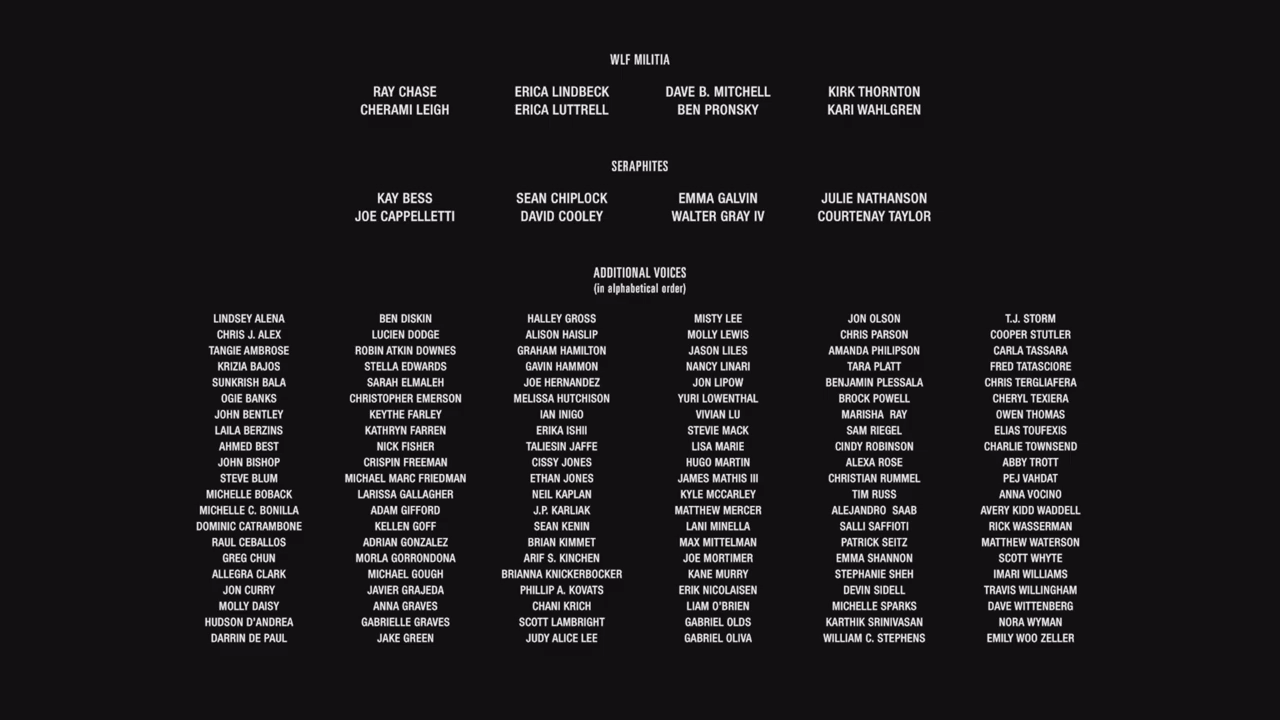 WLF MILITIA
RAY CHASE ERICA LINDBECK DAVE B. MITCHELL KIRK THORNTON
CHERAMI LEIGH ERICA LUTTRELL BEN PRONSKY KARI WAHLGREN
SERAPHITES
KAY BESS SEAN CHIPLOCK EMMA GALVIN JULIE NATHANSON
JOE CAPPELLETTI DAVID COOLEY WALTER GRAY IV COURTENAY TAYLOR
ADDITIONAL VOICES
(in alphabetical order)
LINDSEY ALENA BEN DISKIN HALLEY GROSS MISTY LEE JON OLSON T.J. STORM
CHRIS J. ALEX LUCIEN DODGE ALISON HAISLIP MOLLY LEWIS CHRIS PARSON COOPER STUTLER
TANGIE AMBROSE ROBIN ATKIN DOWNES GRAHAM HAMILTON JASON LILES AMANDA PHILIPSON CARLA TASSARA
KRIZIA BAJOS STELLA EDWARDS GAVIN HAMMON NANCY LINARI TARA PLATT FRED TATASCIORE
SUNKRISH BALA SARAH ELMALEH JOE HERNANDEZ JON LIPOW BENJAMIN PLESSALA CHRIS TERGLIAFERA
OGIE BANKS CHRISTOPHER EMERSON MELISSA HUTCHISON YURI LOWENTHAL BROCK POWELL CHERYL TEXIERA
JOHN BENTLEY KEYTHE FARLEY IAN INIGO VIVIAN LU MARISHA RAY OWEN THOMAS
LAILA BERZINS KATHRYN FARREN ERIKA ISHII STEVIE MACK SAM RIEGEL ELIAS TOUFEXIS
AHMED BEST NICK FISHER TALIESIN JAFFE LISA MARIE CINDY ROBINSON CHARLIE TOWNSEND
JOHN BISHOP CRISPIN FREEMAN CISSY JONES HUGO MARTIN ALEXA ROSE ABBY TROTT
STEVE BLUM MICHAEL MARC FRIEDMAN ETHAN JONES JAMES MATHIS III CHRISTIAN RUMMEL PEJ VAHDAT
MICHELLE BOBACK LARISSA GALLAGHER NEIL KAPLAN KYLE MCCARLEY TIM RUSS ANNA VOCINO
MICHELLE C. BONILLA ADAM GIFFORD J.P. KARLIAK MATTHEW MERCER ALEJANDRO SAAB AVERY KIDD WADDELL
DOMINIC CATRAMBONE KELLEN GOFF SEAN KENIN LANI MINELLA SALLI SAFFIOTI RICK WASSERMAN
RAUL CEBALLOS ADRIAN GONZALEZ BRIAN KIMMET MAX MITTELMAN PATRICK SEITZ MATTHEW WATERSON
GREG CHUN MORLA GORRONDONA ARIF S. KINCHEN JOE MORTIMER EMMA SHANNON SCOTT WHYTE
ALLEGRA CLARK MICHAEL GOUGH BRIANNA KNICKERBOCKER KANE MURRY STEPHANIE SHEH IMARI WILLIAMS
JON CURRY JAVIER GRAJEDA PHILLIP A. KOVATS ERIK NICOLAISEN DEVIN SIDELL TRAVIS WILLINGHAM
MOLLY DAISY ANNA GRAVES CHANI KRICH LIAM O'BRIEN MICHELLE SPARKS DAVE WITTENBERG
HUDSON D'ANDREA GABRIELLE GRAVES SCOTT LAMBRIGHT GABRIEL OLDS KARTHIK SRINIVASAN NORA WYMAN
DARRIN DE PAUL JAKE GREEN JUDY ALICE LEE GABRIEL OLIVA WILLIAM C. STEPHENS EMILY WOO ZELLER